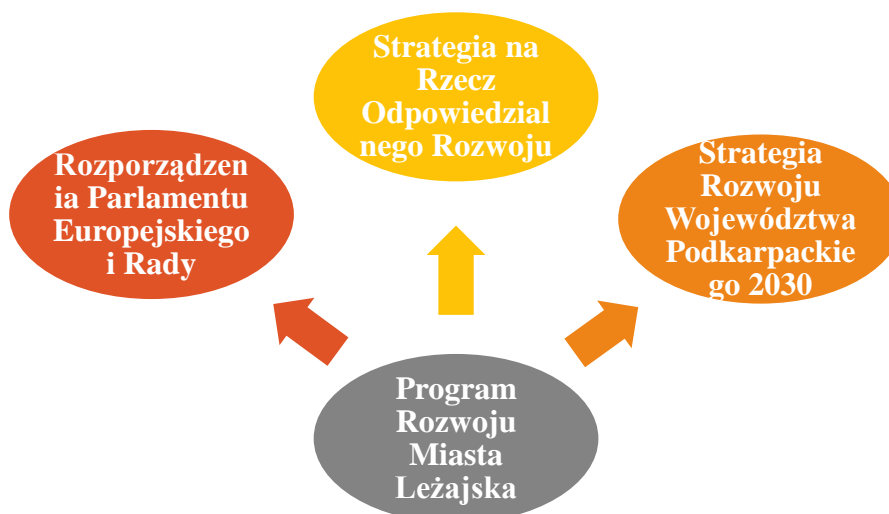 Strategia na
Rzecz
Odpowiedzial
nego Rozwoju
Rozporządzen
ia Parlamentu
Europejskiego
i Rady
Strategia
Rozwoju
Województwa
Podkarpackie
go 2030
Program
Rozwoju
Miasta
Leżajska